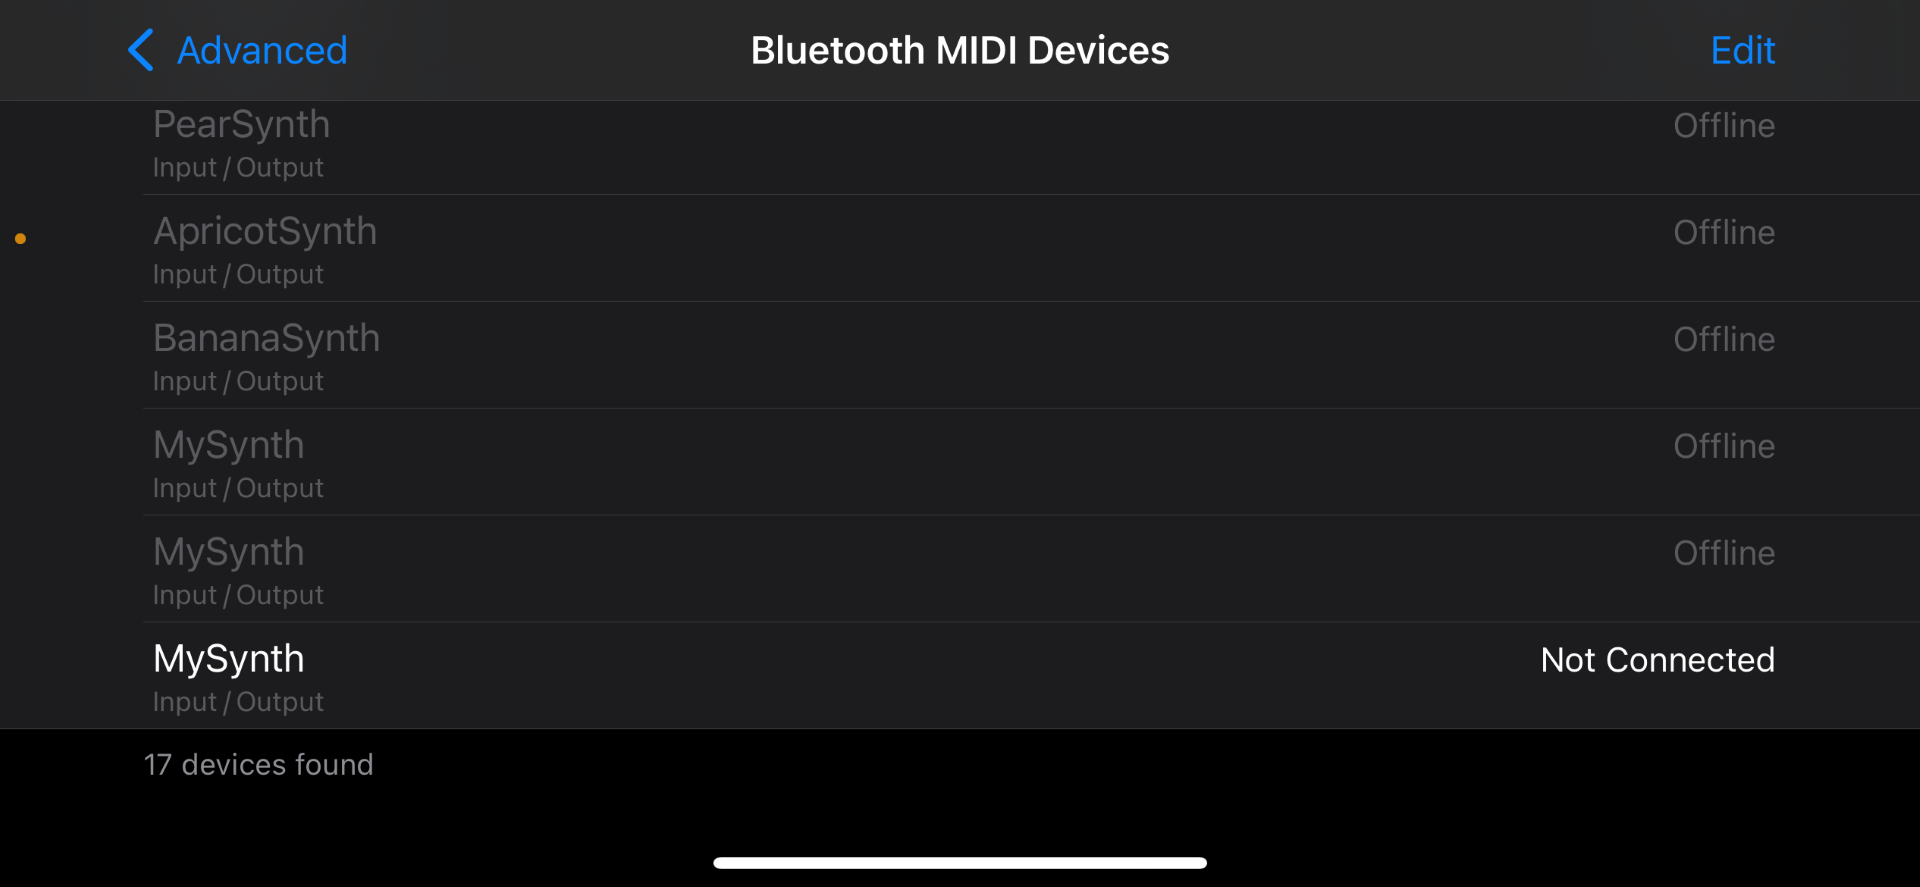 Advanced
Bluetooth MIDI Devices
Edit
PearSynth
Offline
Input / Output
ApricotSynth
Offline
Input / Output
BananaSynth
Offline
Input / Output
MySynth
Offline
Input / Output
MySynth
Offline
Input / Output
MySynth
Not Connected
Input / Output
17 devices found